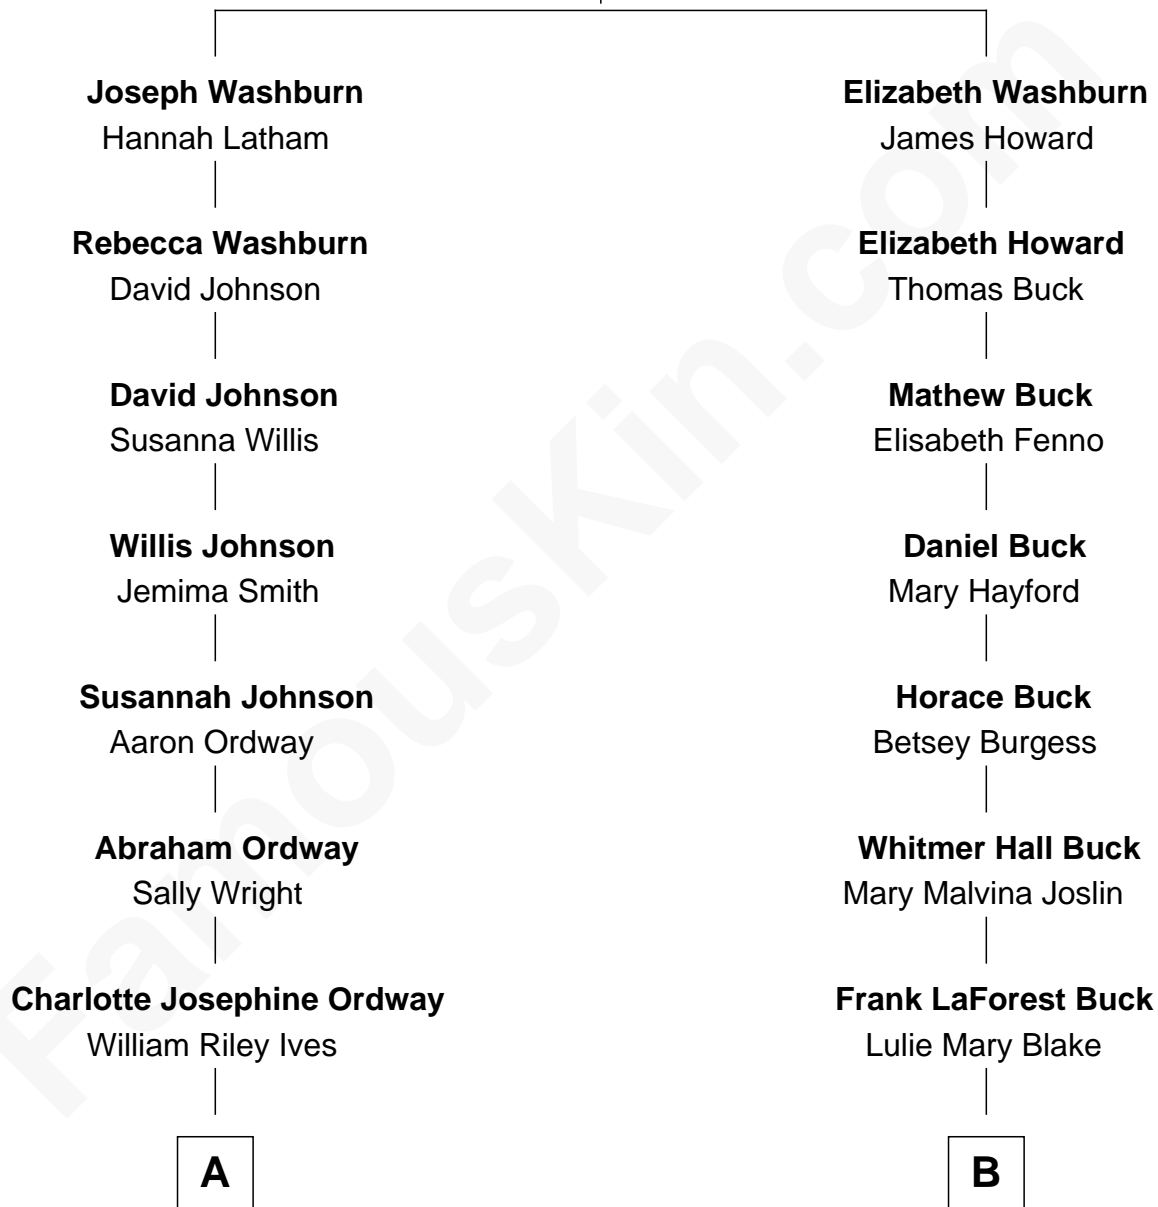 Joseph Washburn
Hannah Latham
Rebecca Washburn
David Johnson
David Johnson
Susanna Willis
Willis Johnson
Jemima Smith
Susannah Johnson
Aaron Ordway
Abraham Ordway
Sally Wright
Charlotte Josephine Ordway
William Riley Ives
A
Elizabeth Washburn
James Howard
Elizabeth Howard
Thomas Buck
Mathew Buck
Elisabeth Fenno
Daniel Buck
Mary Hayford
Horace Buck
Betsey Burgess
Whitmer Hall Buck
Mary Malvina Joslin
Frank LaForest Buck
Lulie Mary Blake
B
FamousKin.com